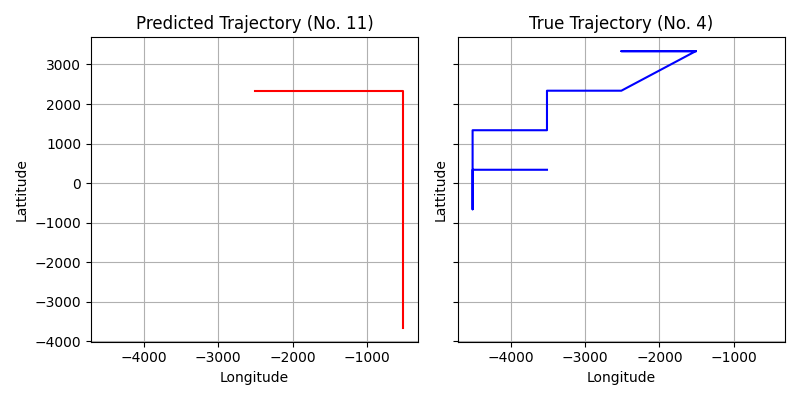 Predicted Trajectory (No. 11)
True Trajectory (No. 4)
3000
2000
1000
0
−1000
−2000
−3000
−4000
Lattitude
Lattitude
−4000 −3000 −2000 −1000
−4000 −3000 −2000 −1000
Longitude
Longitude